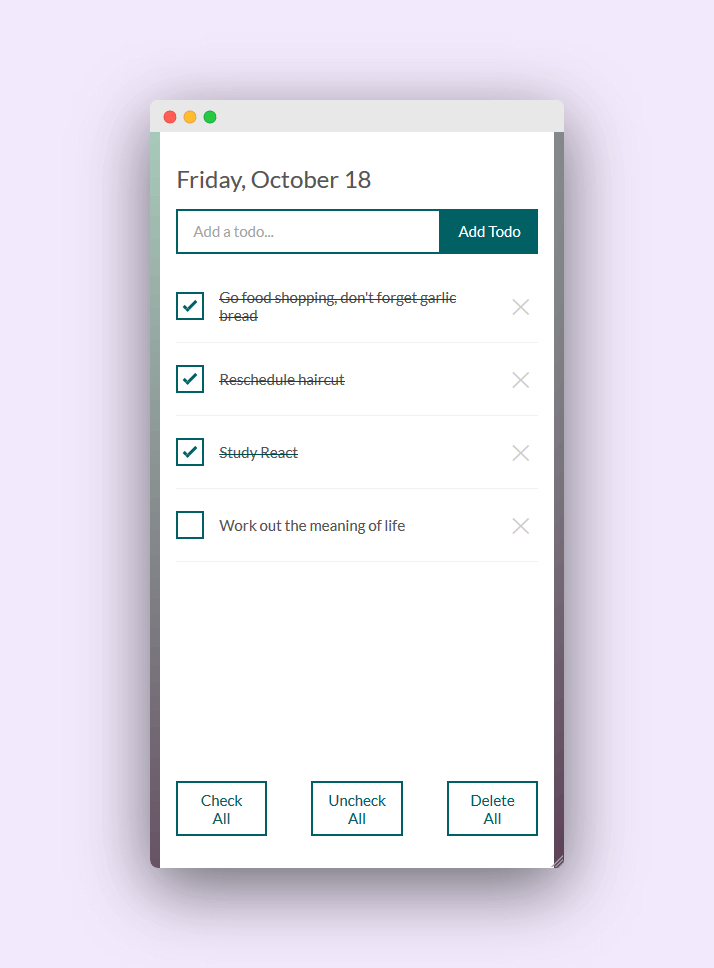 Friday, October 18
Add a todo...
Add Todo
Go food shopping, don't forget garlic
bread
Reschedule haircut
Study React
Work out the meaning of life
Check
All
Uncheck
All
Delete
All